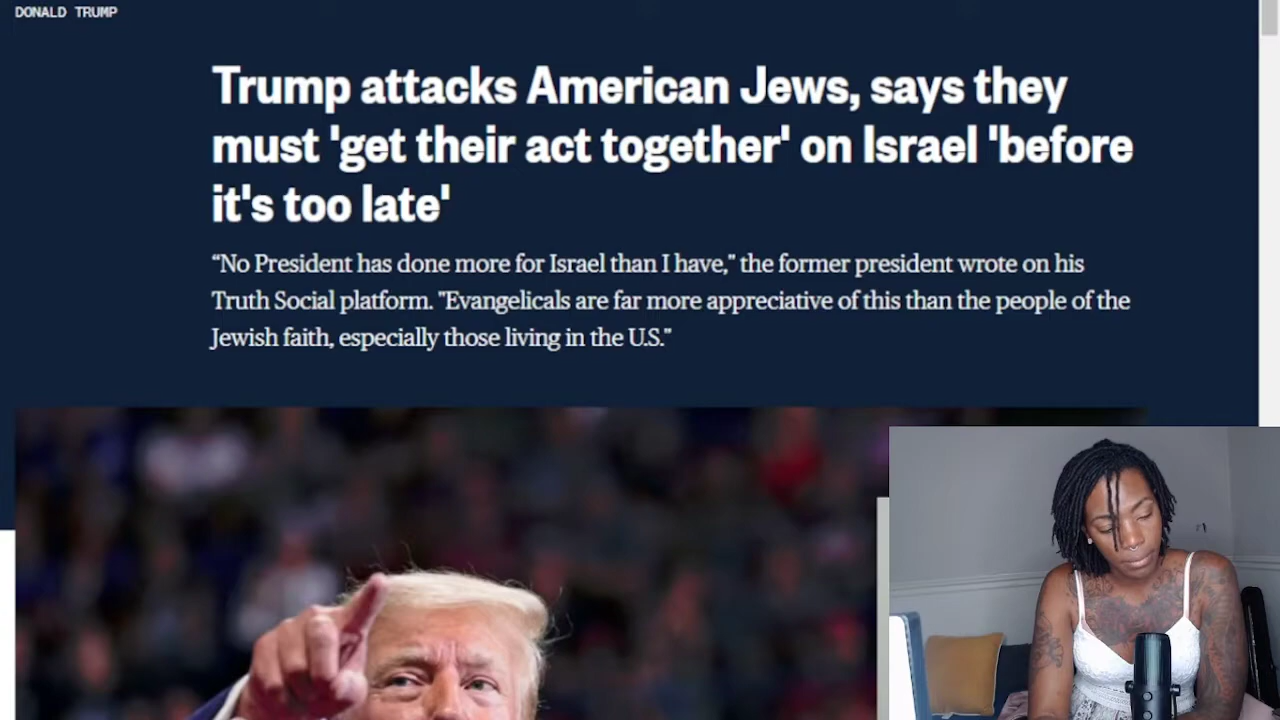 DONALD TRUMP
Trump attacks American Jews, says they
must 'get their act together' on Israel 'before
it's too late'
“No President has done more for Israel than I have," the former president wrote on his
Truth Social platform. "Evangelicals are far more appreciative of this than the people of the
Jewish faith, especially those living in the U.S."